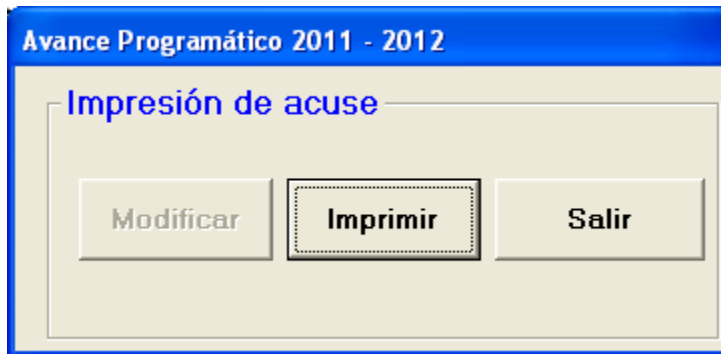 Avance Programático 2011 - 2012
Impresión de acuse
Modificar Imprimir Salir